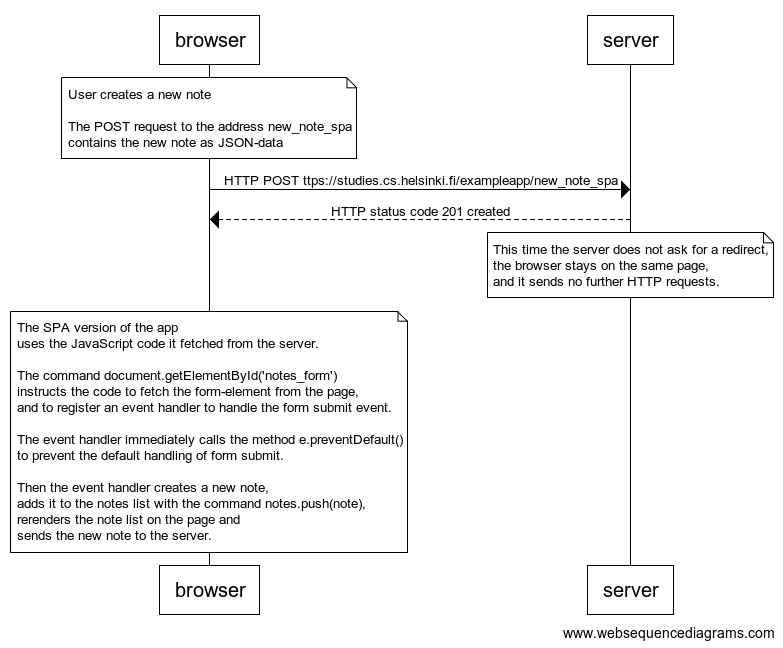 browser
server
User creates a new note
The POST request to the address new_note_spa
contains the new note as JSON-data
HTTP POST ttps://studies.cs.helsinki.fi/exampleapp/new_note_spa
HTTP status code 201 created
This time the server does not ask for a redirect,
the browser stays on the same page,
and it sends no further HTTP requests.
The SPA version of the app
uses the JavaScript code it fetched from the server.
The command document.getElementById('notes_form')
instructs the code to fetch the form-element from the page,
and to register an event handler to handle the form submit event.
The event handler immediately calls the method e.preventDefault()
to prevent the default handling of form submit.
Then the event handler creates a new note,
adds it to the notes list with the command notes.push(note),
rerenders the note list on the page and
sends the new note to the server.
browser
server
www.websequencediagrams.com